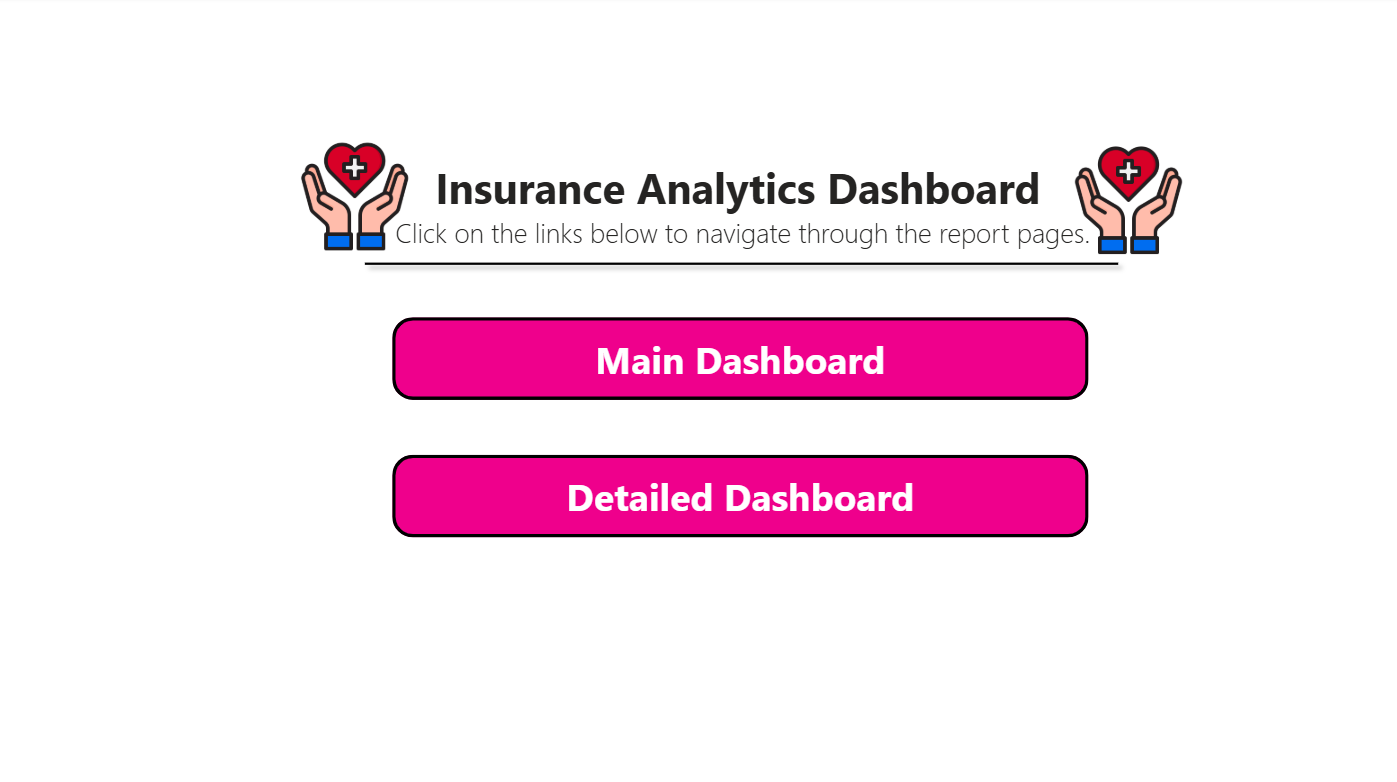 Insurance Analytics Dashboard
Click on the links below to navigate through the report pages.
Main Dashboard
Detailed Dashboard